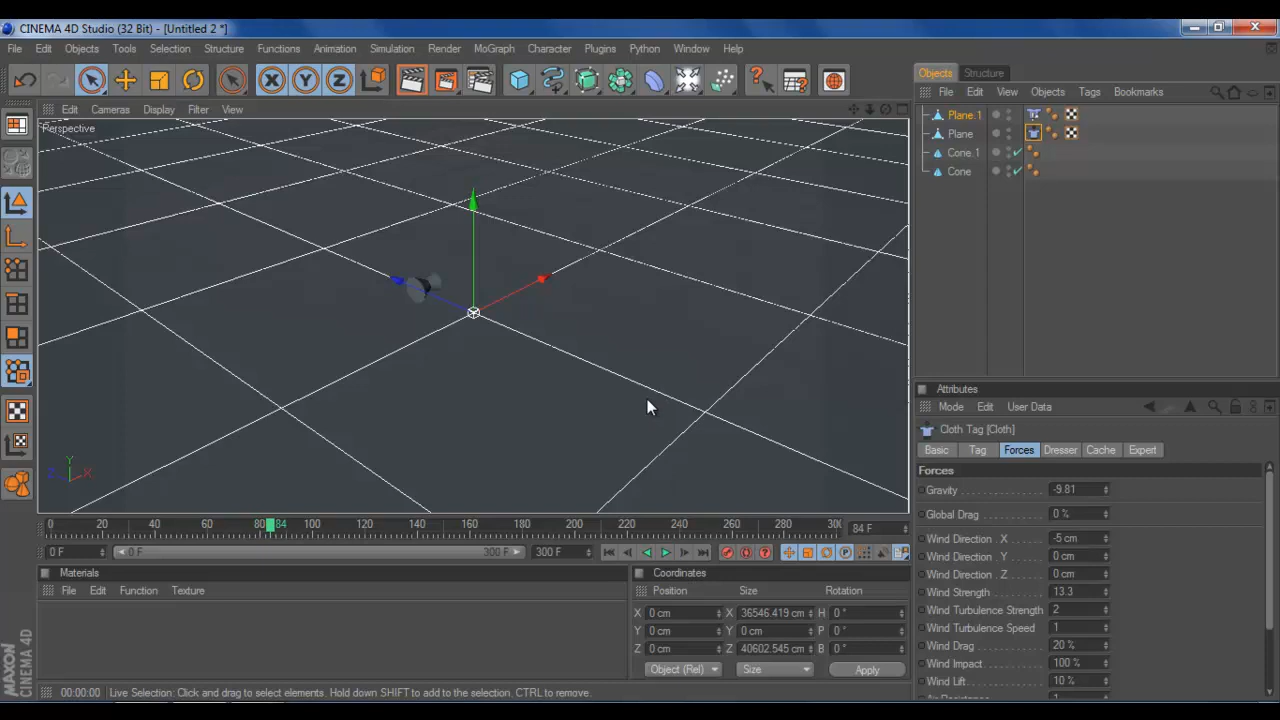 CINEMA 4D Studio (32 Bit) - [Untitled 2 *]
File Edit Objects Tools Selection Structure Functions Animation Simulation Render MoGraph Character Plugins Python Window Help
Objects Structure
File Edit View Objects Tags Bookmarks
Edit Cameras Display Filter View
Perspective
Plane.1
Plane
Cone.1
Cone
Attributes
Mode Edit User Data
Cloth Tag [Cloth]
Basic Tag Forces Dresser Cache Expert
Forces
Gravity -9.81
Global Drag 0 %
Wind Direction . X -5 cm
Wind Direction . Y 0 cm
Wind Direction . Z 0 cm
Wind Strength 13.3
Wind Turbulence Strength 2
Wind Turbulence Speed 1
Wind Drag 20 %
Wind Impact 100 %
Wind Lift 10 %
Air Resistance 1
Z Y X
0 20 40 60 80 84 100 120 140 160 180 200 220 240 260 280 30 84 F
0 F 0 F 300 F 300 F
Materials
File Edit Function Texture
Coordinates
Position Size Rotation
X 0 cm X 36546.419 cm H 0 °
Y 0 cm Y 0 cm P 0 °
Z 0 cm Z 40602.545 cm B 0 °
Object (Rel) Size Apply
MAXON
CINEMA 4D
00:00:00 Live Selection: Click and drag to select elements. Hold down SHIFT to add to the selection, CTRL to remove.